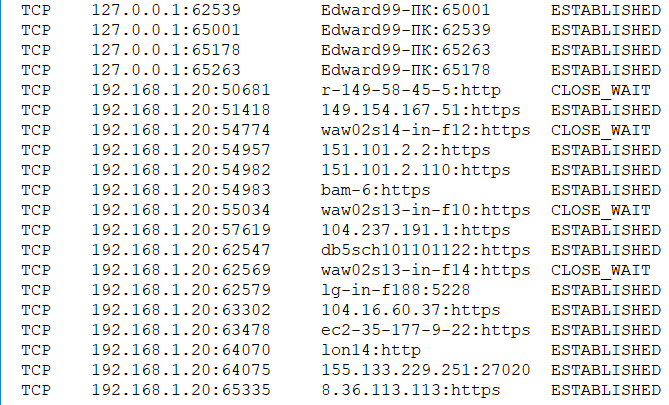 TCP 127.0.0.1:62539 Edward99-ПК:65001 ESTABLISHED
TCP 127.0.0.1:65001 Edward99-ПК:62539 ESTABLISHED
TCP 127.0.0.1:65178 Edward99-ПК:65263 ESTABLISHED
TCP 127.0.0.1:65263 Edward99-ПК:65178 ESTABLISHED
TCP 192.168.1.20:50681 r-149-58-45-5:http CLOSE_WAIT
TCP 192.168.1.20:51418 149.154.167.51:https ESTABLISHED
TCP 192.168.1.20:54774 waw02s14-in-f12:https CLOSE_WAIT
TCP 192.168.1.20:54957 151.101.2.2:https ESTABLISHED
TCP 192.168.1.20:54982 151.101.2.110:https ESTABLISHED
TCP 192.168.1.20:54983 bam-6:https ESTABLISHED
TCP 192.168.1.20:55034 waw02s13-in-f10:https CLOSE_WAIT
TCP 192.168.1.20:57619 104.237.191.1:https ESTABLISHED
TCP 192.168.1.20:62547 db5sch101101122:https ESTABLISHED
TCP 192.168.1.20:62569 waw02s13-in-f14:https CLOSE_WAIT
TCP 192.168.1.20:62579 lg-in-f188:5228 ESTABLISHED
TCP 192.168.1.20:63302 104.16.60.37:https ESTABLISHED
TCP 192.168.1.20:63478 ec2-35-177-9-22:https ESTABLISHED
TCP 192.168.1.20:64070 lon14:http ESTABLISHED
TCP 192.168.1.20:64075 155.133.229.251:27020 ESTABLISHED
TCP 192.168.1.20:65335 8.36.113.113:https ESTABLISHED